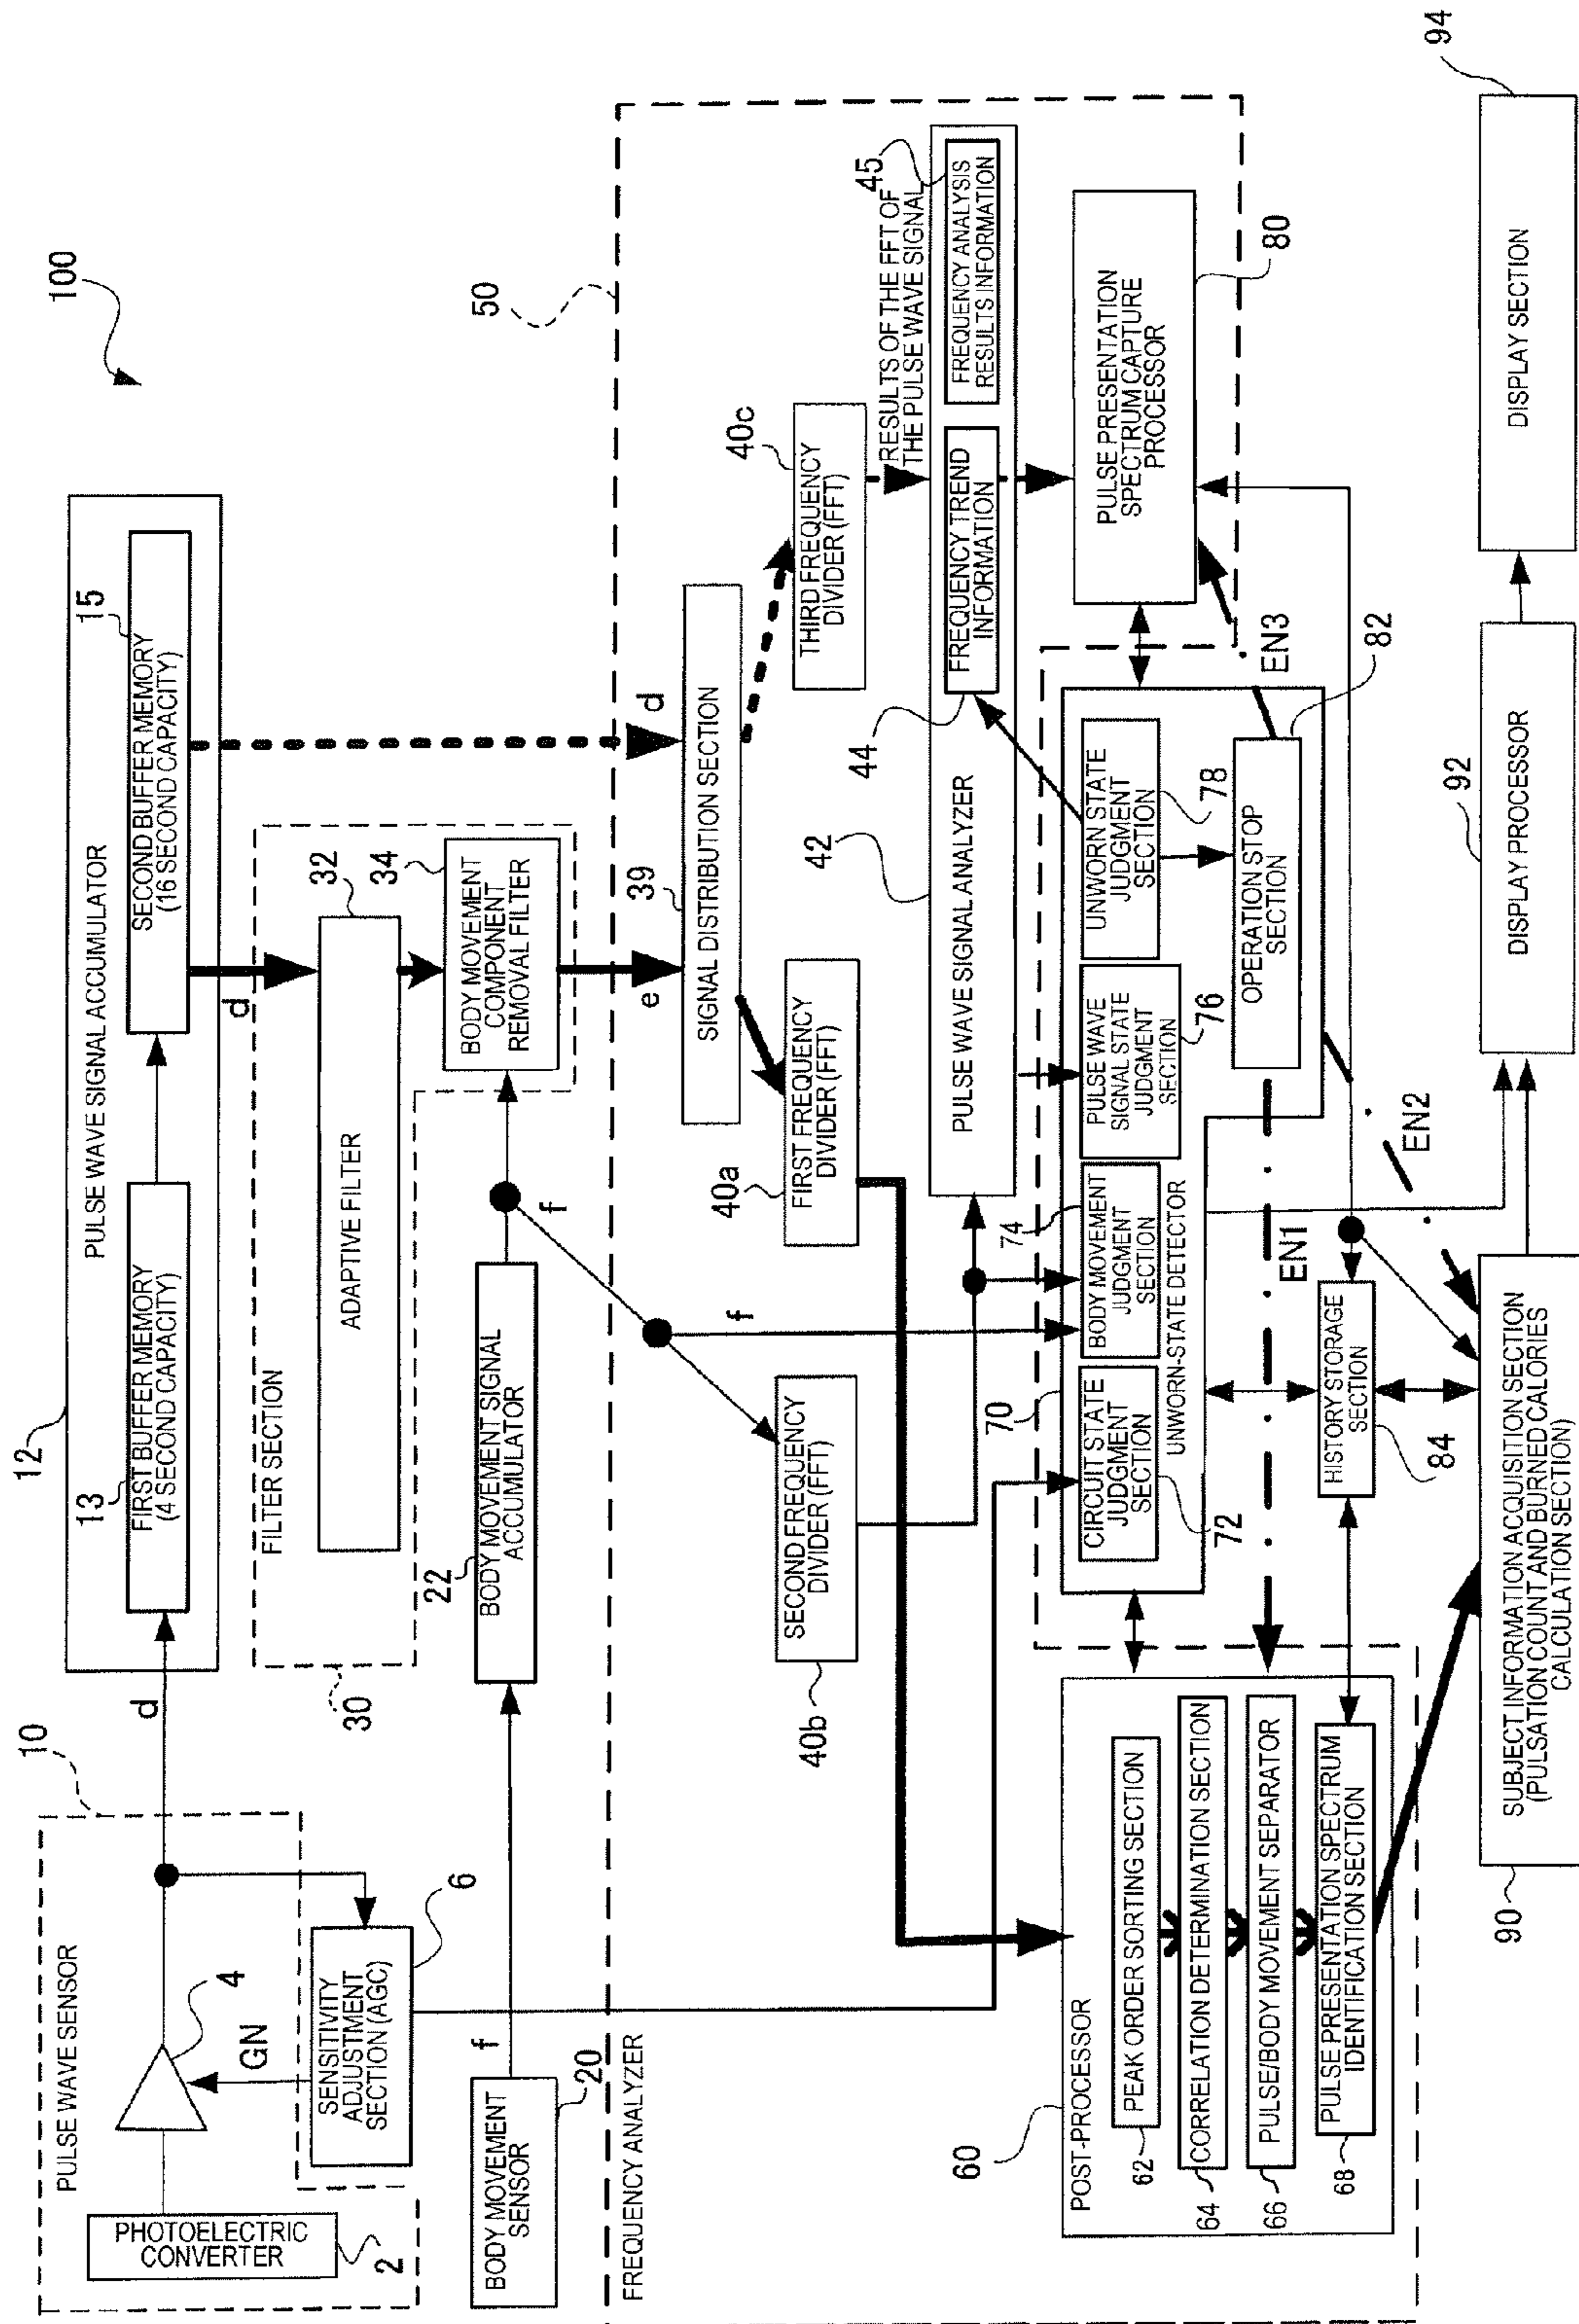 100
10
PULSE WAVE SENSOR
PHOTOELECTRIC
CONVERTER
2
4
GN
SENSITIVITY
ADJUSTMENT
SECTION (AGC)
6
d
12
PULSE WAVE SIGNAL ACCUMULATOR
13
FIRST BUFFER MEMORY
(4 SECOND CAPACITY)
15
SECOND BUFFER MEMORY
(16 SECOND CAPACITY)
d
FILTER SECTION
30
ADAPTIVE FILTER
32
34
BODY MOVEMENT
COMPONENT
REMOVAL FILTER
BODY MOVEMENT
SENSOR
20
f
22
BODY MOVEMENT SIGNAL
ACCUMULATOR
f
e
d
50
FREQUENCY ANALYZER
39
SIGNAL DISTRIBUTION SECTION
f
SECOND FREQUENCY
DIVIDER (FFT)
40b
40a
FIRST FREQUENCY
DIVIDER (FFT)
THIRD FREQUENCY
DIVIDER (FFT)
40c
RESULTS OF THE FFT OF
THE PULSE WAVE SIGNAL
42
PULSE WAVE SIGNAL ANALYZER
44
FREQUENCY TREND
INFORMATION
45
FREQUENCY ANALYSIS
RESULTS INFORMATION
60
POST-PROCESSOR
62
PEAK ORDER SORTING SECTION
64
CORRELATION DETERMINATION SECTION
66
PULSE/BODY MOVEMENT SEPARATOR
68
PULSE PRESENTATION SPECTRUM
IDENTIFICATION SECTION
70
CIRCUIT STATE
JUDGMENT
SECTION
72
UNWORN-STATE DETECTOR
74
BODY MOVEMENT
JUDGMENT
SECTION
PULSE WAVE
SIGNAL STATE
JUDGMENT
SECTION
76
UNWORN STATE
JUDGMENT
SECTION
78
OPERATION STOP
SECTION
82
PULSE PRESENTATION
SPECTRUM CAPTURE
PROCESSOR
80
EN1
EN2
EN3
HISTORY STORAGE
SECTION
84
90
SUBJECT INFORMATION ACQUISITION SECTION
(PULSATION COUNT AND BURNED CALORIES
CALCULATION SECTION)
92
DISPLAY PROCESSOR
94
DISPLAY SECTION